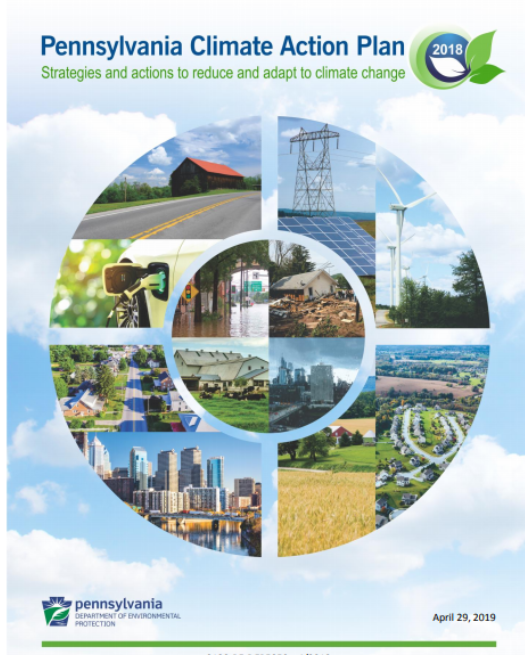 Pennsylvania Climate Action Plan
2018
Strategies and actions to reduce and adapt to climate change
pennsylvania
DEPARTMENT OF ENVIRONMENTAL
PROTECTION
April 29, 2019